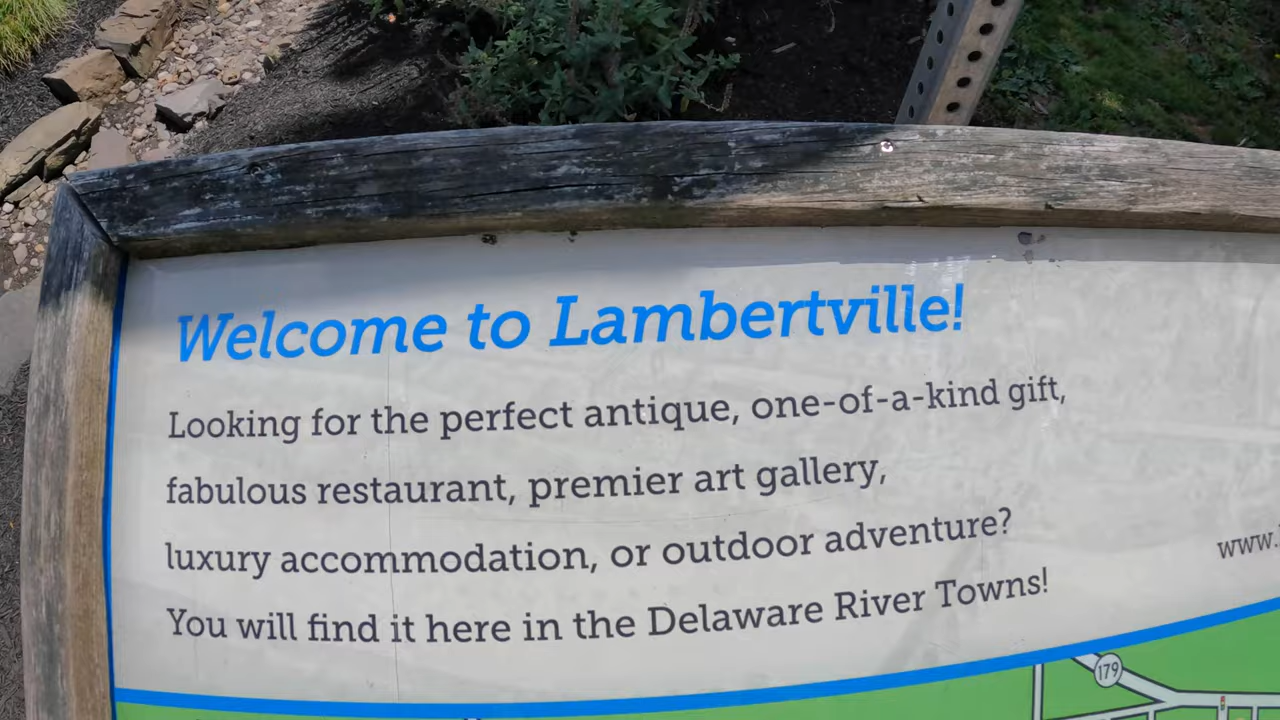 Welcome to Lambertville!
Looking for the perfect antique, one-of-a-kind gift,
fabulous restaurant, premier art gallery,
luxury accommodation, or outdoor adventure?
You will find it here in the Delaware River Towns!
www.
179